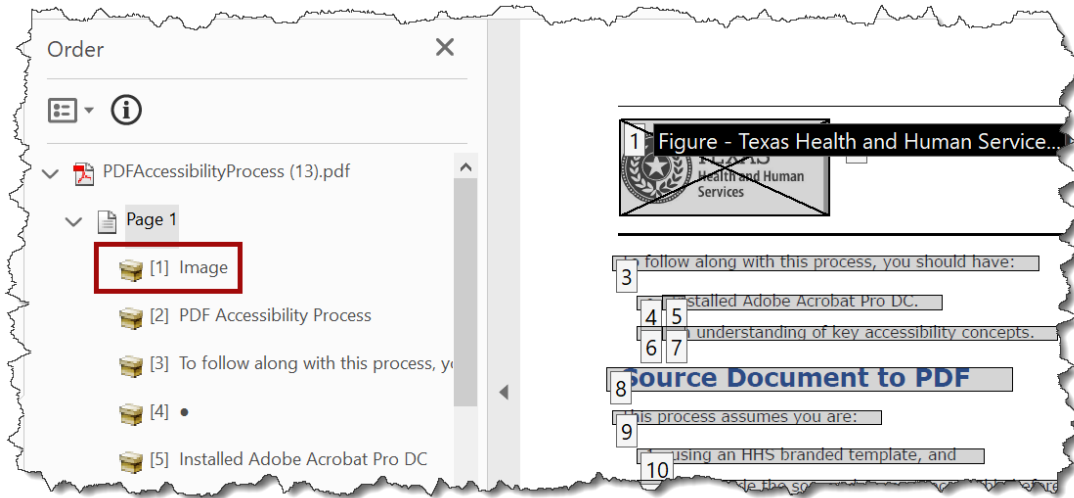 Order
PDFAccessibilityProcess (13).pdf
Page 1
[1] Image
[2] PDF Accessibility Process
[3] To follow along with this process,
[4] •
[5] Installed Adobe Acrobat Pro DC
1 Figure - Texas Health and Human Service...
TEXAS
Health and Human
Services
3 follow along with this process, you should have:
4 5 stalled Adobe Acrobat Pro DC.
6 7 understanding of key accessibility concepts.
8 Source Document to PDF
9 this process assumes you are:
10 using an HHS branded template, and